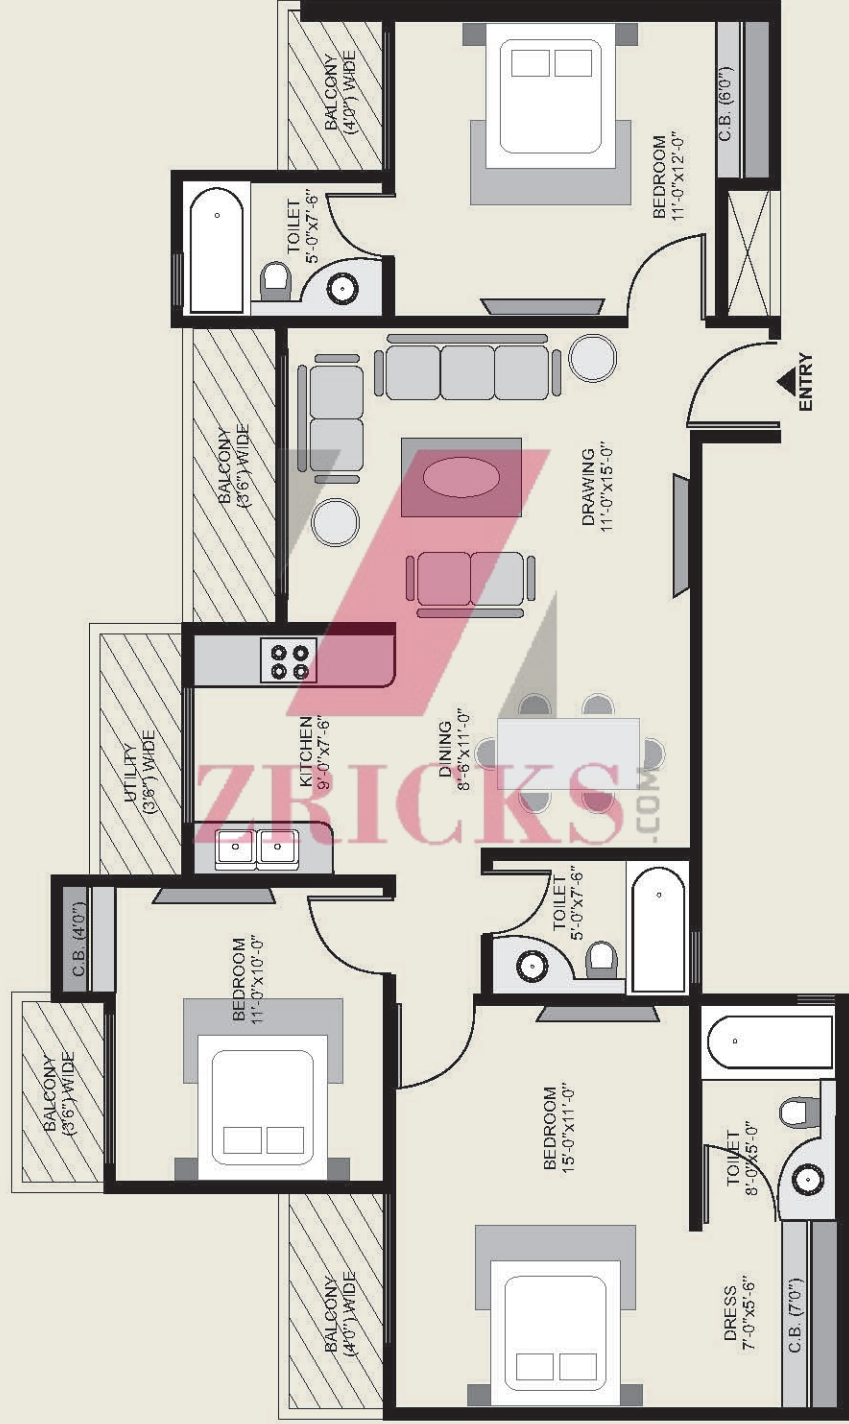 BALCONY
(4'0") WIDE
C.B. (6'0")
BEDROOM
11'-0"x12'-0"
TOILET
5'-0"x7'-6"
ENTRY
BALCONY
(3'6") WIDE
DRAWING
11'-0"x15'-0"
UTILITY
(3'6") WIDE
KITCHEN
9'-0"x7'-6"
DINING
8'-6"x11'-0"
ZRICKS
.COM
TOILET
5'-0"x7'-6"
C.B. (4'0")
BEDROOM
11'-0"x10'-0"
BALCONY
(3'6") WIDE
BEDROOM
15'-0"x11'-0"
TOILET
8'-0"x5'-0"
BALCONY
(4'0") WIDE
DRESS
7'-0"x5'-6"
C.B. (7'0")